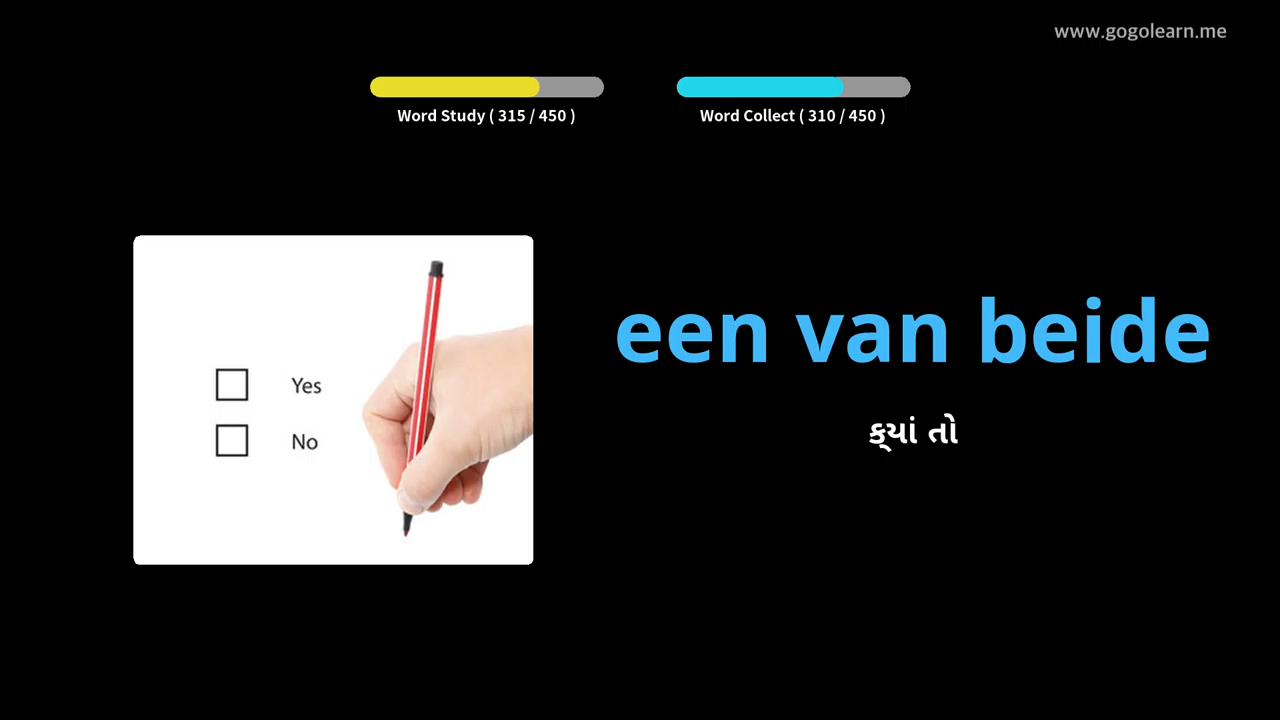 www.gogolearn.me
Word Study ( 315 / 450 )
Word Collect ( 310 / 450 )
Yes
No
een van beide
ક્યાં તો